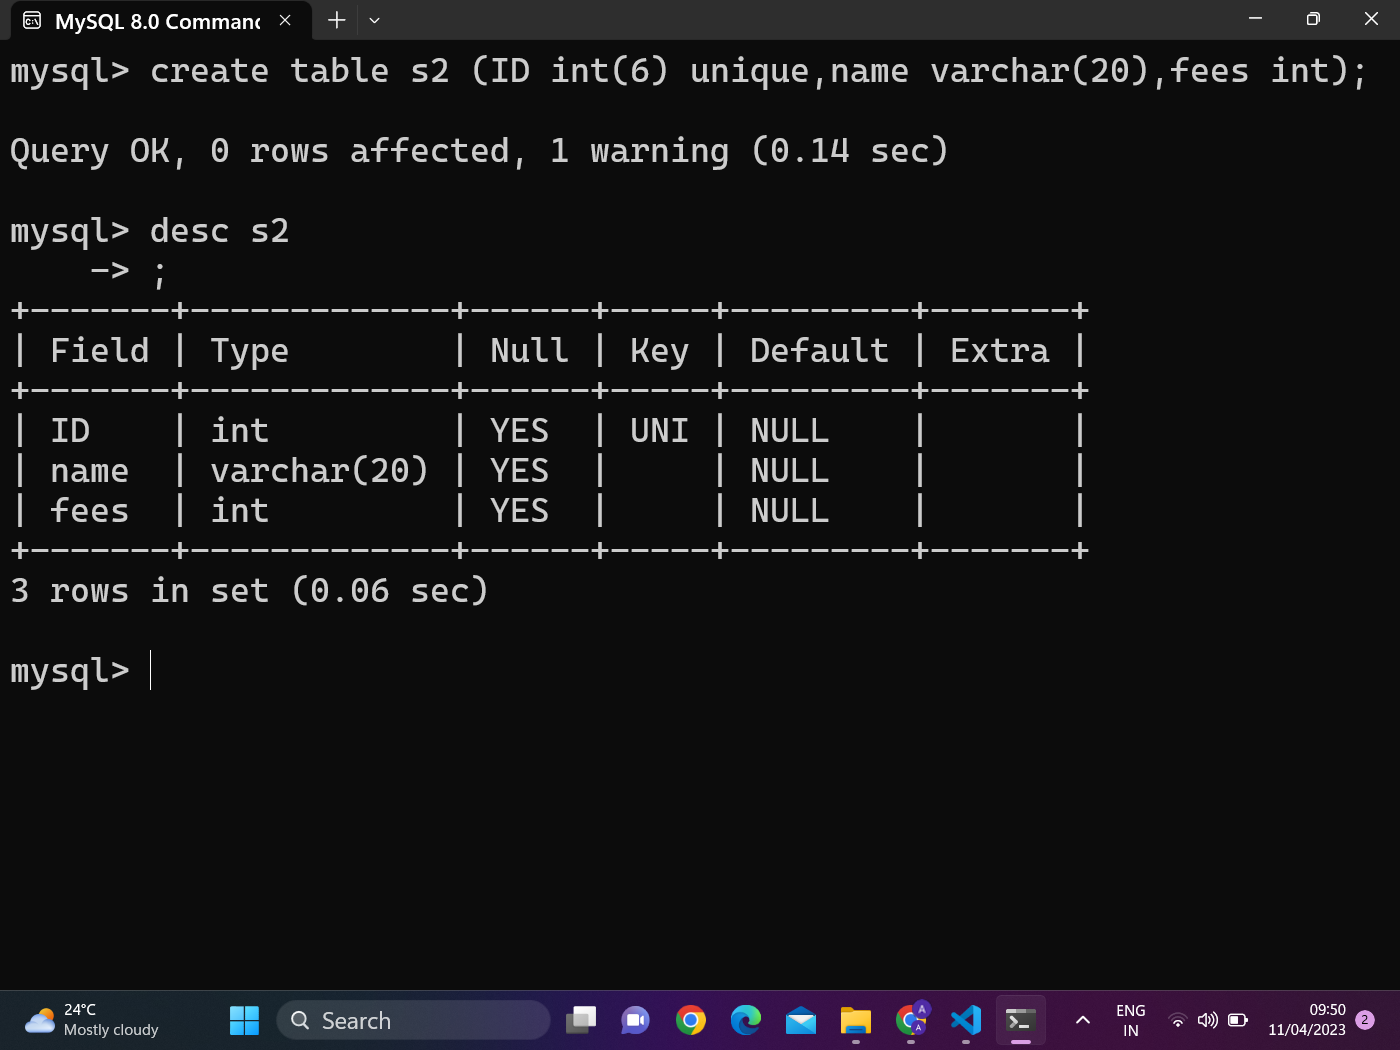 MySQL 8.0 Comman
mysql> create table s2 (ID int(6) unique,name varchar(20),fees int);
Query OK, 0 rows affected, 1 warning (0.14 sec)
mysql> desc s2
    -> ;
+-------+-------------+------+-----+---------+-------+
| Field | Type        | Null | Key | Default | Extra |
+-------+-------------+------+-----+---------+-------+
| ID    | int         | YES  | UNI | NULL    |       |
| name  | varchar(20) | YES  |     | NULL    |       |
| fees  | int         | YES  |     | NULL    |       |
+-------+-------------+------+-----+---------+-------+
3 rows in set (0.06 sec)
mysql>
24°C
Mostly cloudy
Search
ENG
IN
09:50
11/04/2023
2